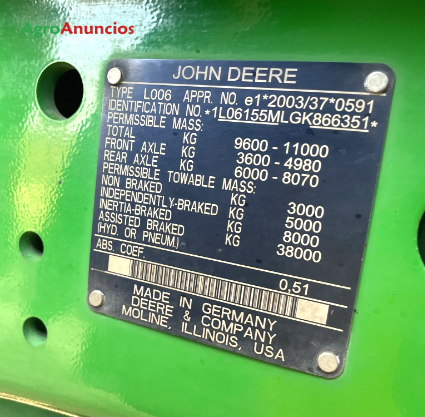 AgroAnuncios
JOHN DEERE
TYPE L006 APPR. NO. e1*2003/37*0591
IDENTIFICATION NO. *1L06155MLGK866351*
PERMISSIBLE MASS:
TOTAL KG 9600 - 11000
FRONT AXLE KG 3600 - 4980
REAR AXLE KG 6000 - 8070
PERMISSIBLE TOWABLE MASS:
NON BRAKED KG 3000
INDEPENDENTLY-BRAKED KG 5000
INERTIA-BRAKED KG 8000
ASSISTED BRAKED KG 38000
(HYD. OR PNEUM.)
ABS. COEF. 0,51
MADE IN GERMANY
DEERE & COMPANY
MOLINE, ILLINOIS, USA